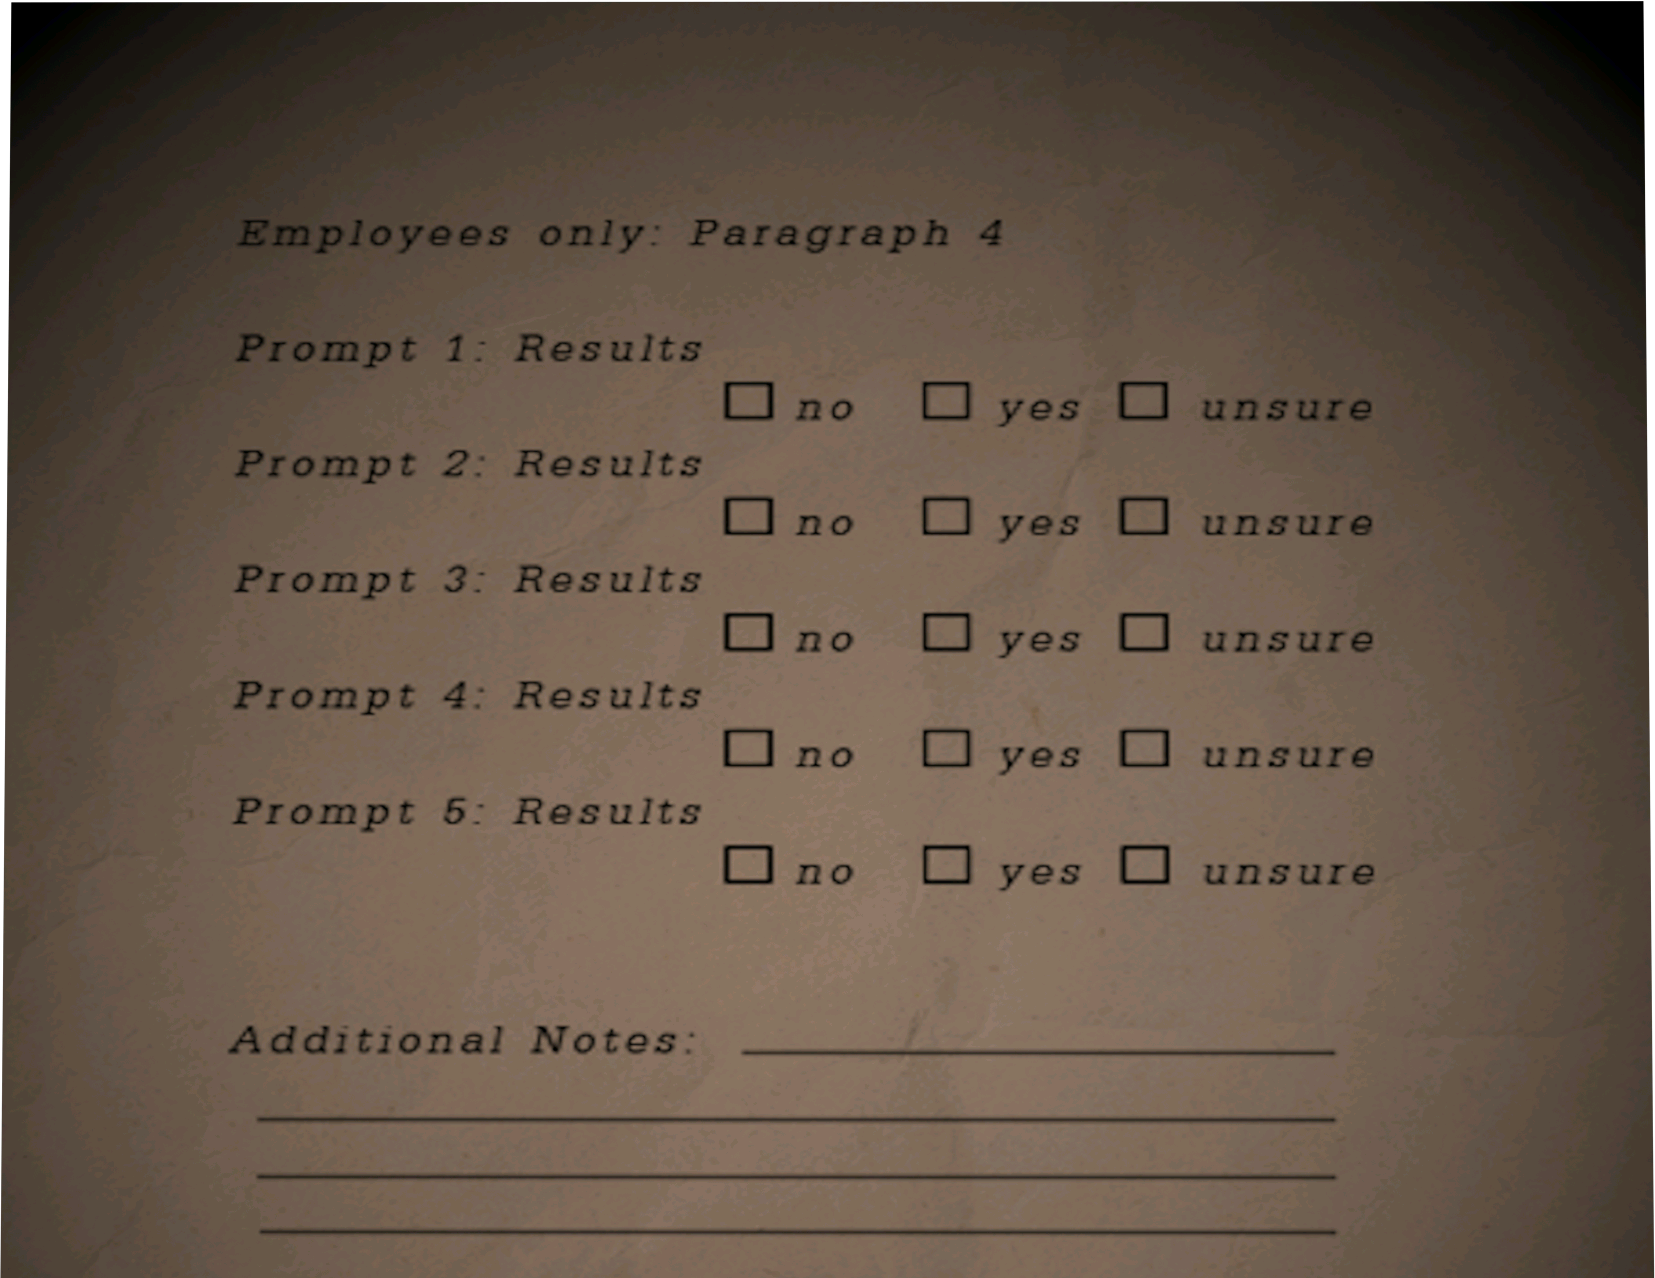 Employees only: Paragraph 4
Prompt 1: Results
no yes unsure
Prompt 2: Results
no yes unsure
Prompt 3: Results
no yes unsure
Prompt 4: Results
no yes unsure
Prompt 5: Results
no yes unsure
Additional Notes: